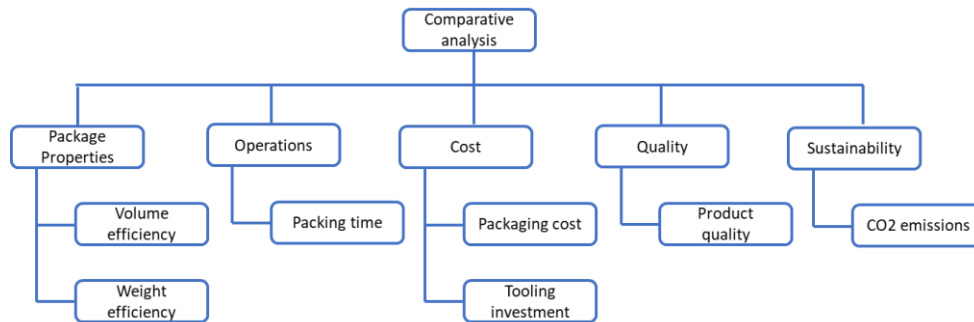 Comparative
analysis
Package
Properties
Operations
Cost
Quality
Sustainability
Volume
efficiency
Packing time
Packaging cost
Product
quality
CO2 emissions
Weight
efficiency
Tooling
investment